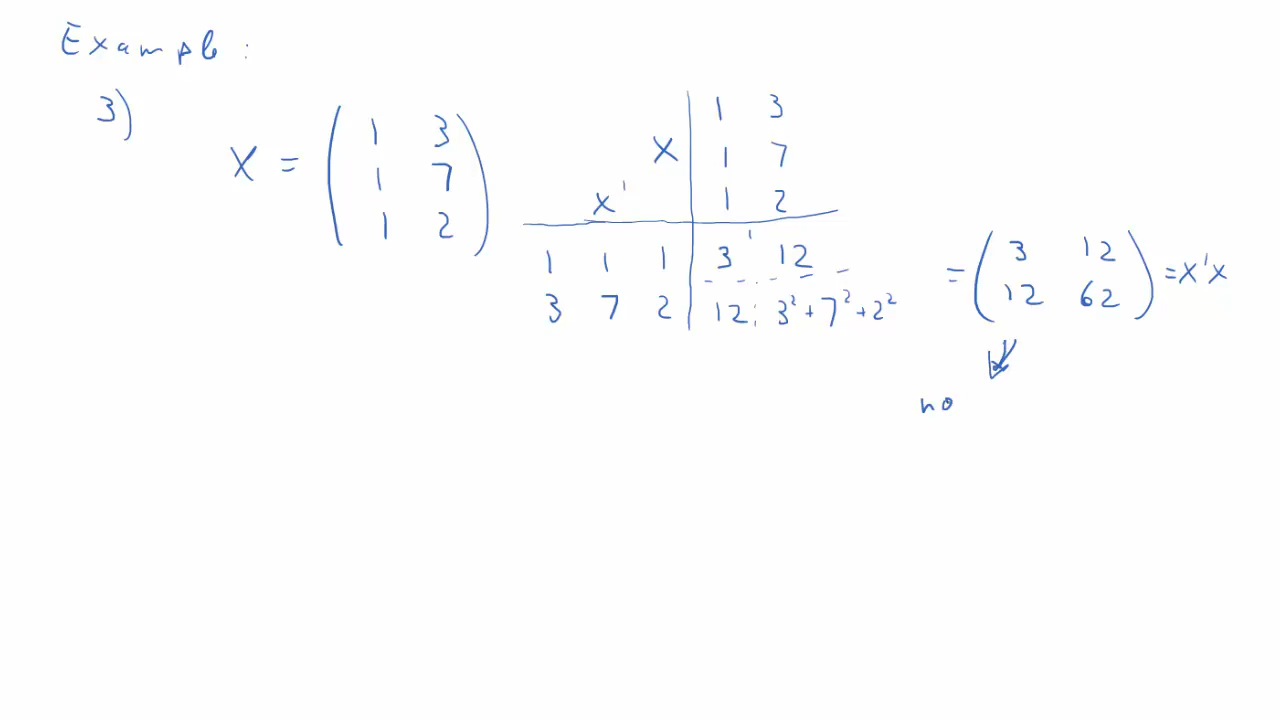 Example :
3)
X = ( 1 3
1 7
1 2 )
X | 1 3
1 7
X' | 1 2
1 1 1 | 3 12
3 7 2 | 12 3² + 7² + 2²
= ( 3 12
12 62 ) = X'X
no